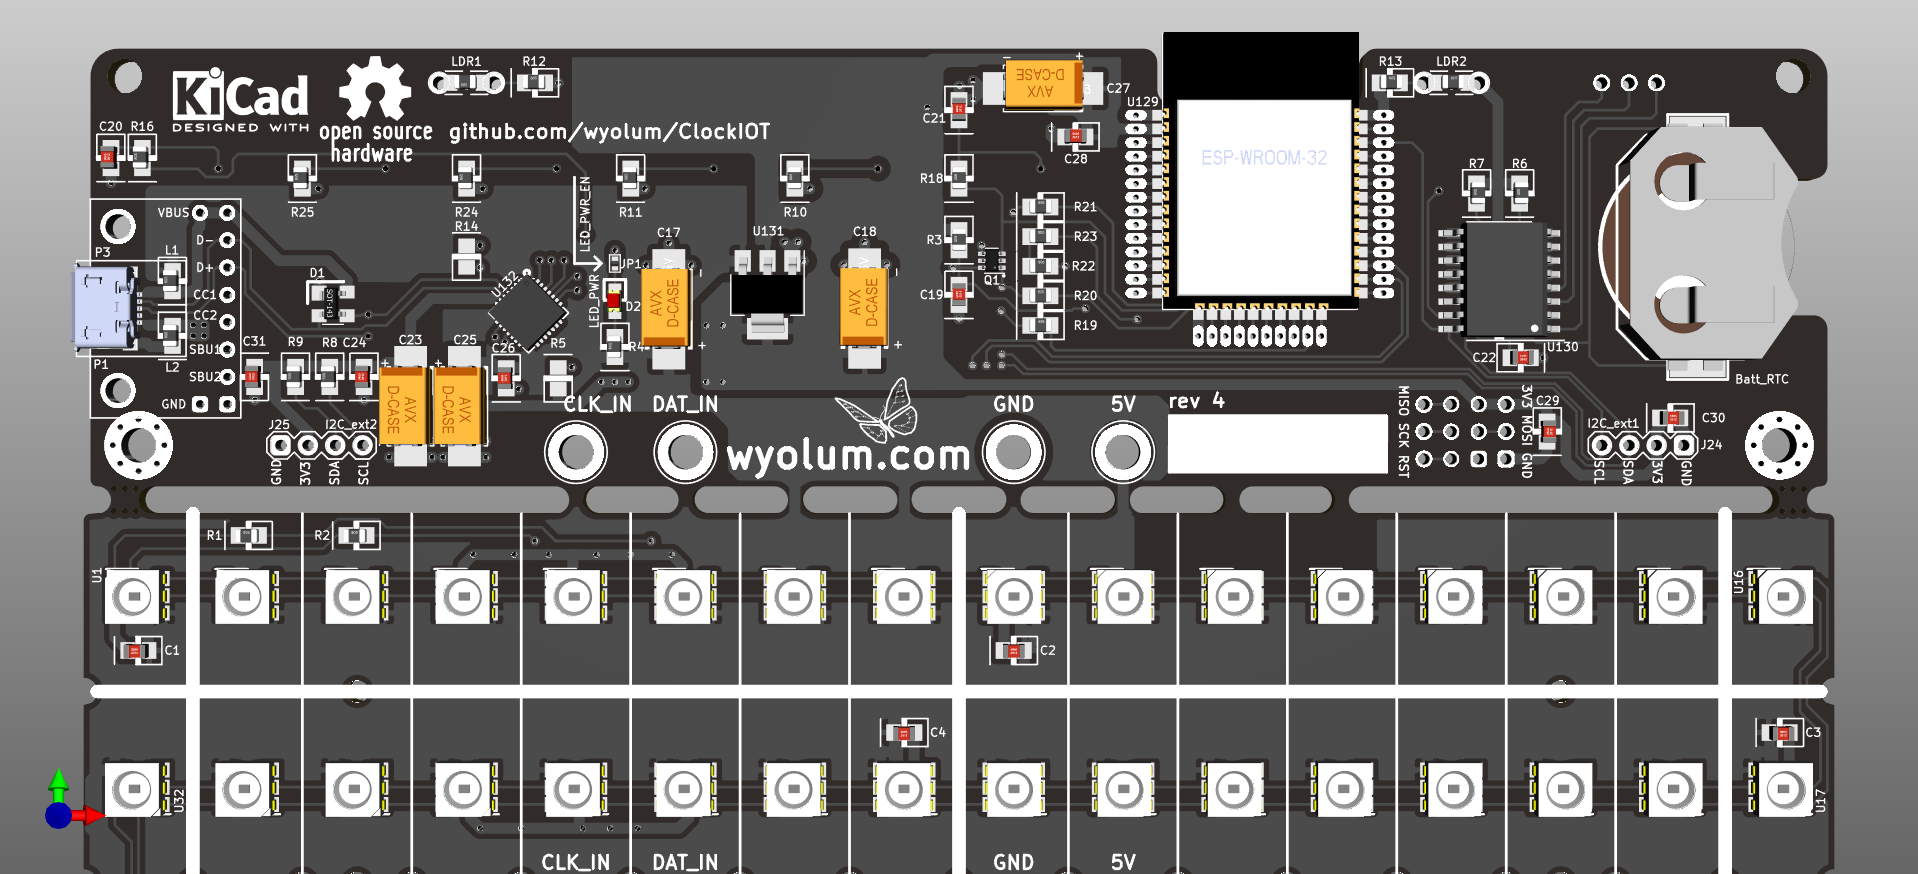 LDR1
R12
KiCad
DESIGNED WITH
open source
hardware
github.com/wyolum/ClockIOT
C20
R16
R25
R24
R14
R11
R10
C21
AVX
D-CASE
C27
C28
U129
ESP-WROOM-32
R13
LDR2
R18
R3
C19
Q1
R21
R23
R22
R20
R19
R7
R6
U130
C22
Batt_RTC
P3
P1
VBUS
D-
D+
CC1
CC2
SBU1
SBU2
GND
L1
L2
D1
SOT-143
U132
LED_PWR_EN
JP1
LED_PWR
D2
R4
R5
C17
AVX
D-CASE
U131
C18
AVX
D-CASE
C31
R9
R8
C24
C23
AVX
D-CASE
C25
AVX
D-CASE
C26
J25
I2C_ext2
GND
3V3
SDA
SCL
CLK_IN
DAT_IN
wyolum.com
GND
5V
rev 4
MISO
SCK
RST
3V3
MOSI
GND
C29
C30
I2C_ext1
J24
SCL
SDA
3V3
GND
R1
R2
U1
U16
C1
C2
C4
C3
U32
U17
CLK_IN
DAT_IN
GND
5V